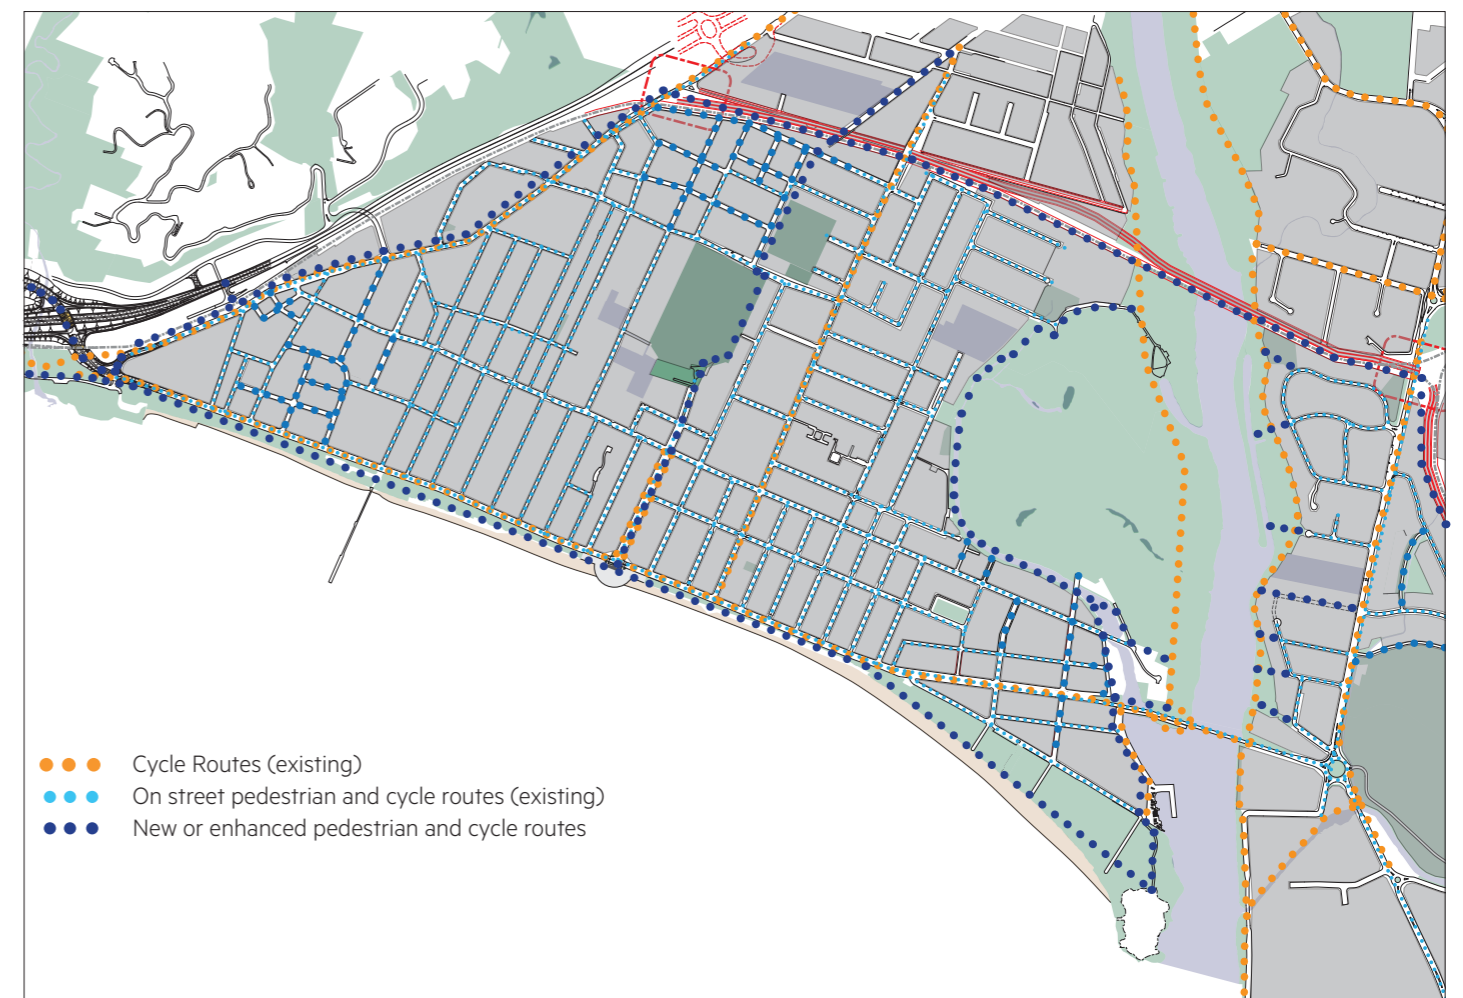 Cycle Routes (existing)
On street pedestrian and cycle routes (existing)
New or enhanced pedestrian and cycle routes